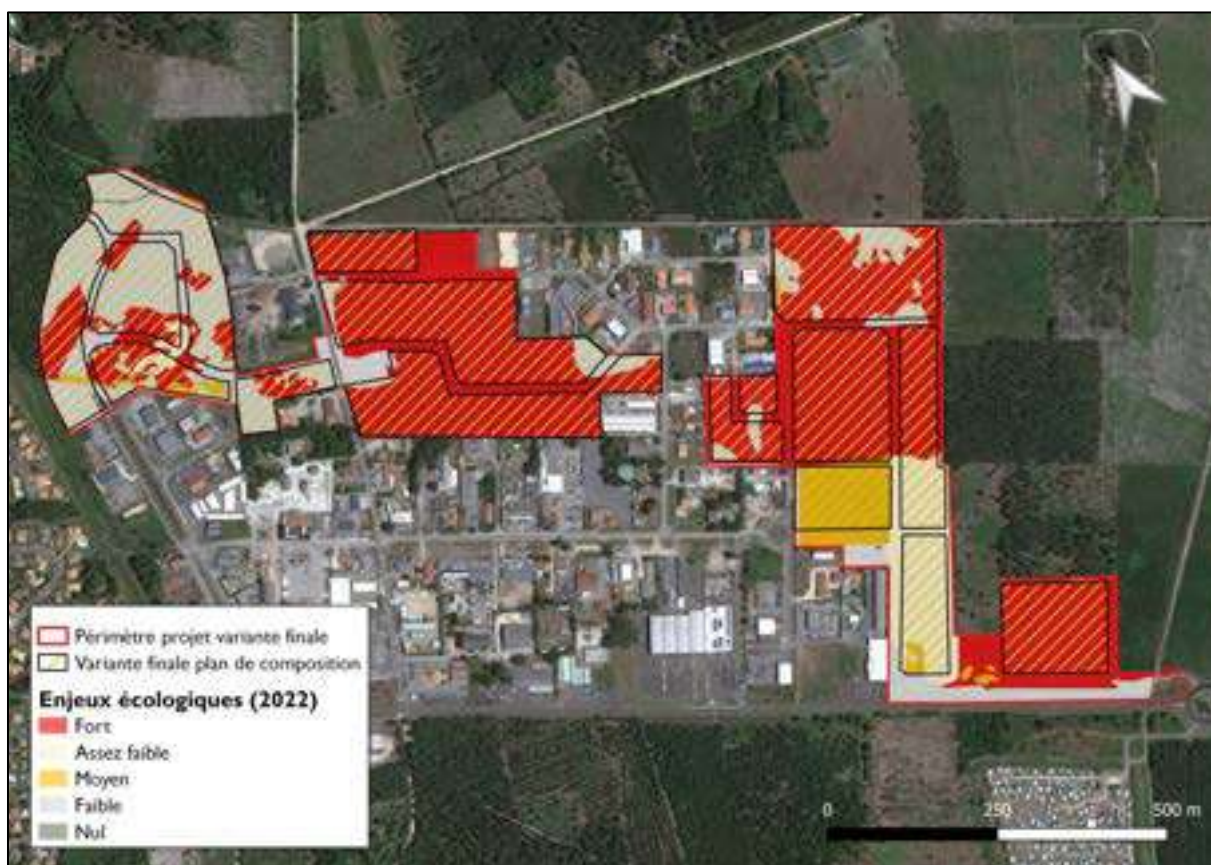 Périmètre projet variante finale
Variante finale plan de composition
Enjeux écologiques (2022)
Fort
Assez faible
Moyen
Faible
Nul
0 250 500 m